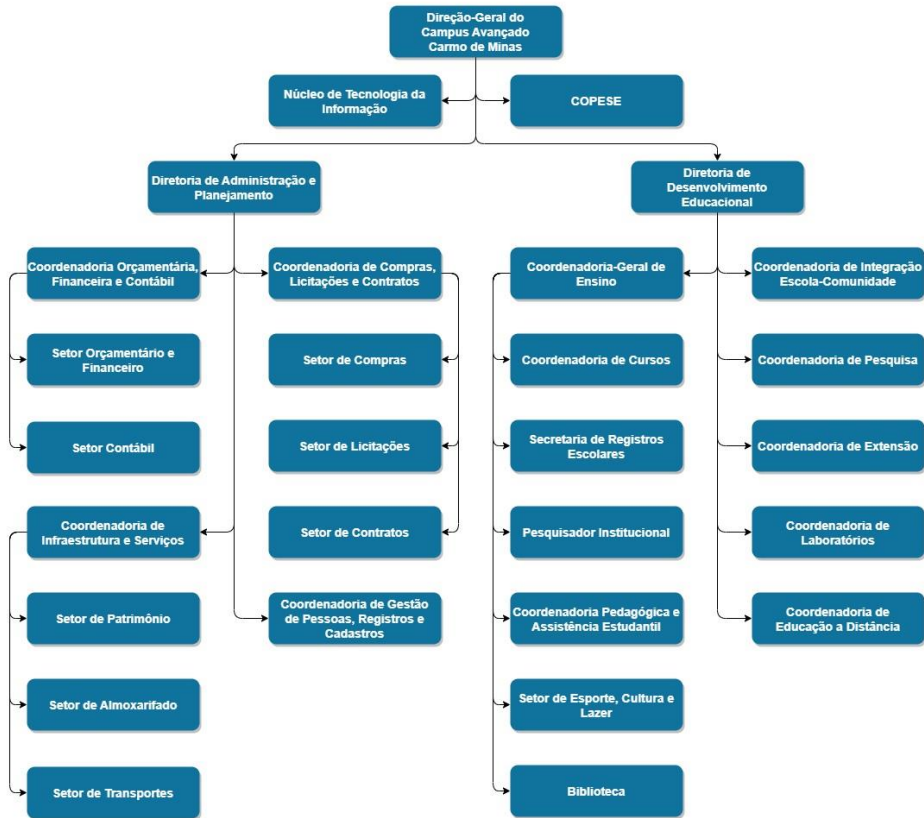 Direção-Geral do
Campus Avançado
Carmo de Minas
Núcleo de Tecnologia da
Informação
COPESE
Diretoria de Administração e
Planejamento
Diretoria de
Desenvolvimento
Educacional
Coordenadoria Orçamentária,
Financeira e Contábil
Coordenadoria de Compras,
Licitações e Contratos
Coordenadoria-Geral de
Ensino
Coordenadoria de Integração
Escola-Comunidade
Setor Orçamentário e
Financeiro
Setor de Compras
Coordenadoria de Cursos
Coordenadoria de Pesquisa
Setor Contábil
Setor de Licitações
Secretaria de Registros
Escolares
Coordenadoria de Extensão
Coordenadoria de
Infraestrutura e Serviços
Setor de Contratos
Pesquisador Institucional
Coordenadoria de
Laboratórios
Setor de Patrimônio
Coordenadoria de Gestão
de Pessoas, Registros e
Cadastros
Coordenadoria Pedagógica e
Assistência Estudantil
Coordenadoria de
Educação a Distância
Setor de Almoxarifado
Setor de Esporte, Cultura e
Lazer
Setor de Transportes
Biblioteca